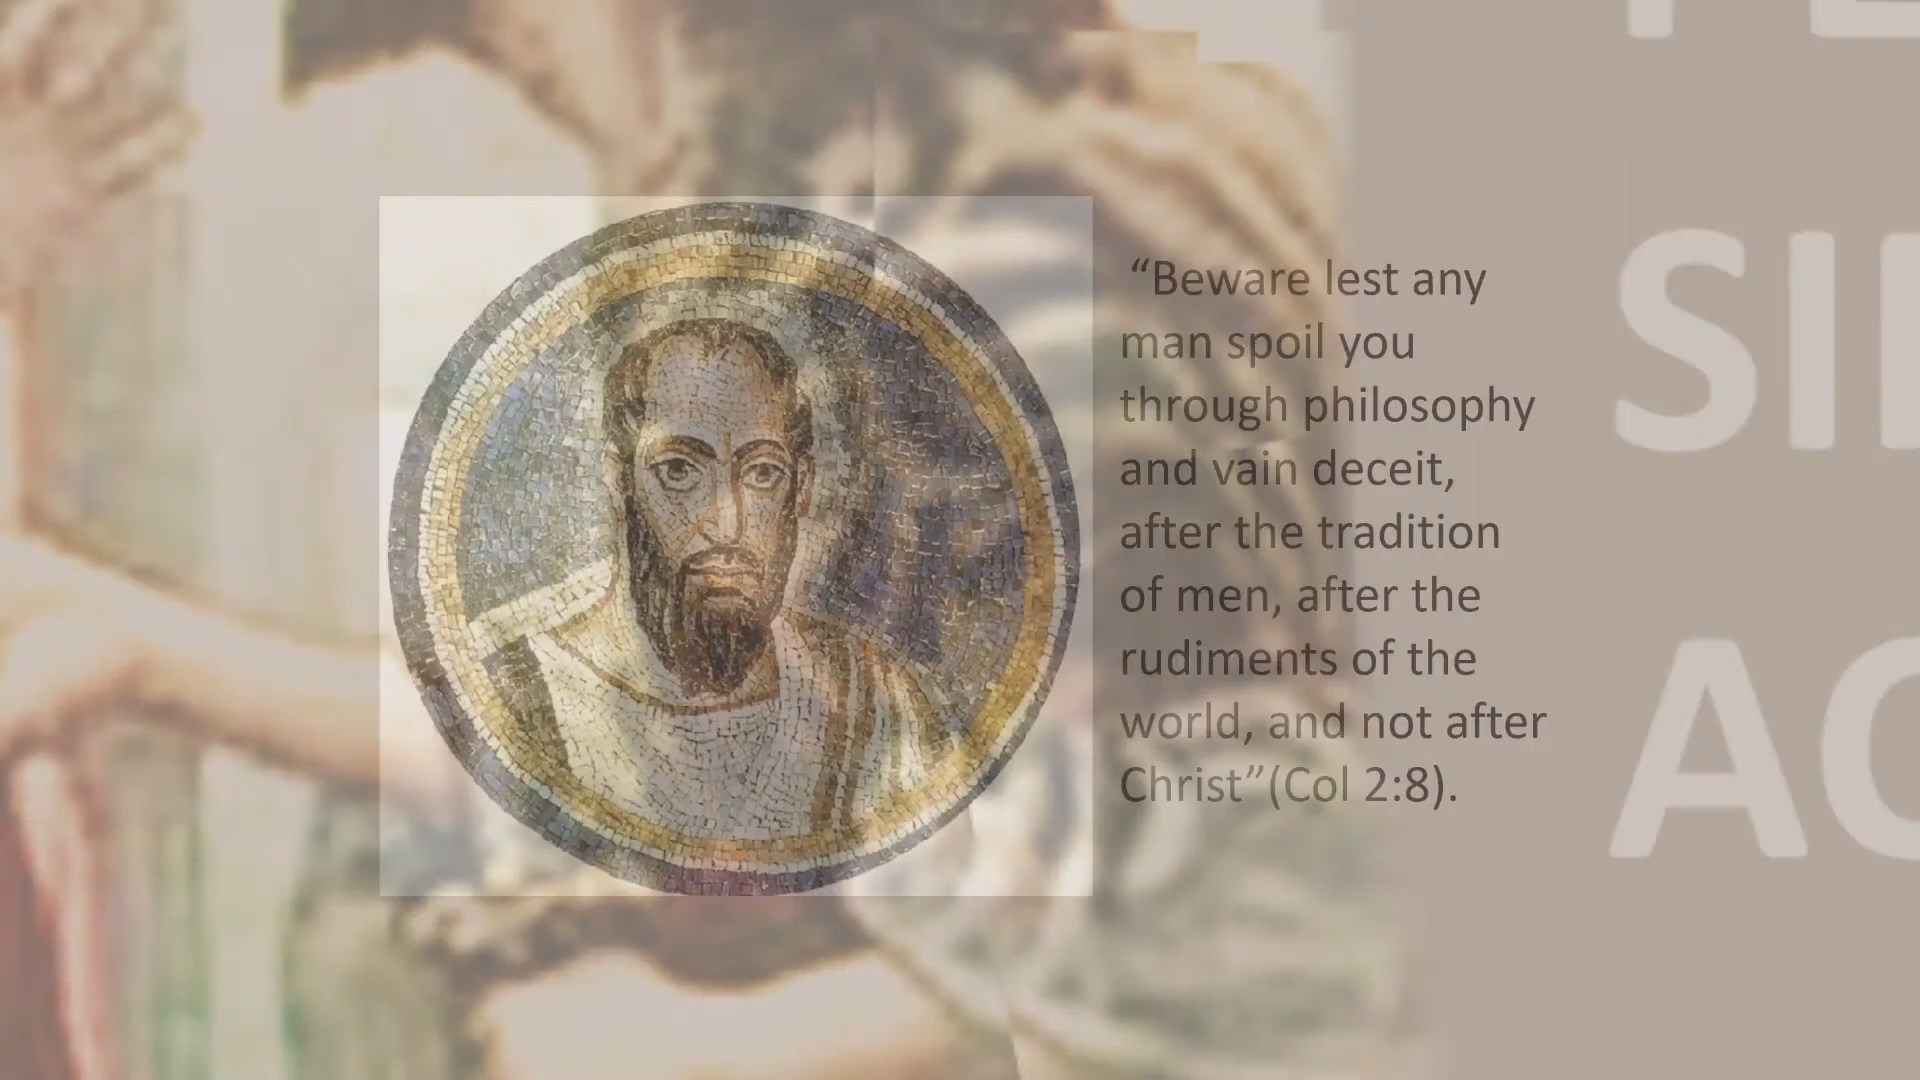 “Beware lest any
man spoil you
through philosophy
and vain deceit,
after the tradition
of men, after the
rudiments of the
world, and not after
Christ”(Col 2:8).